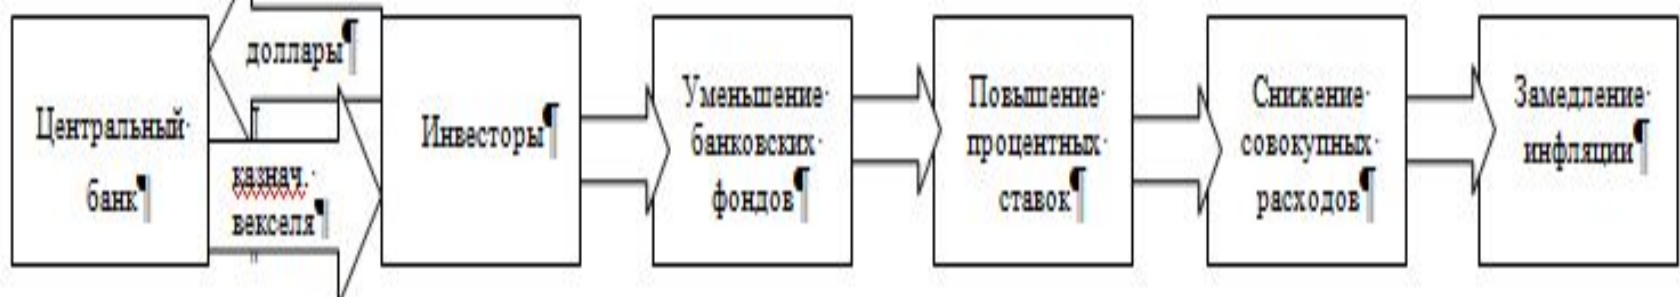 Центральный
банк
доллары
казнач.
векселя
Инвесторы
Уменьшение
банковских
фондов
Повышение
процентных
ставок
Снижение
совокупных
расходов
Замедление
инфляции